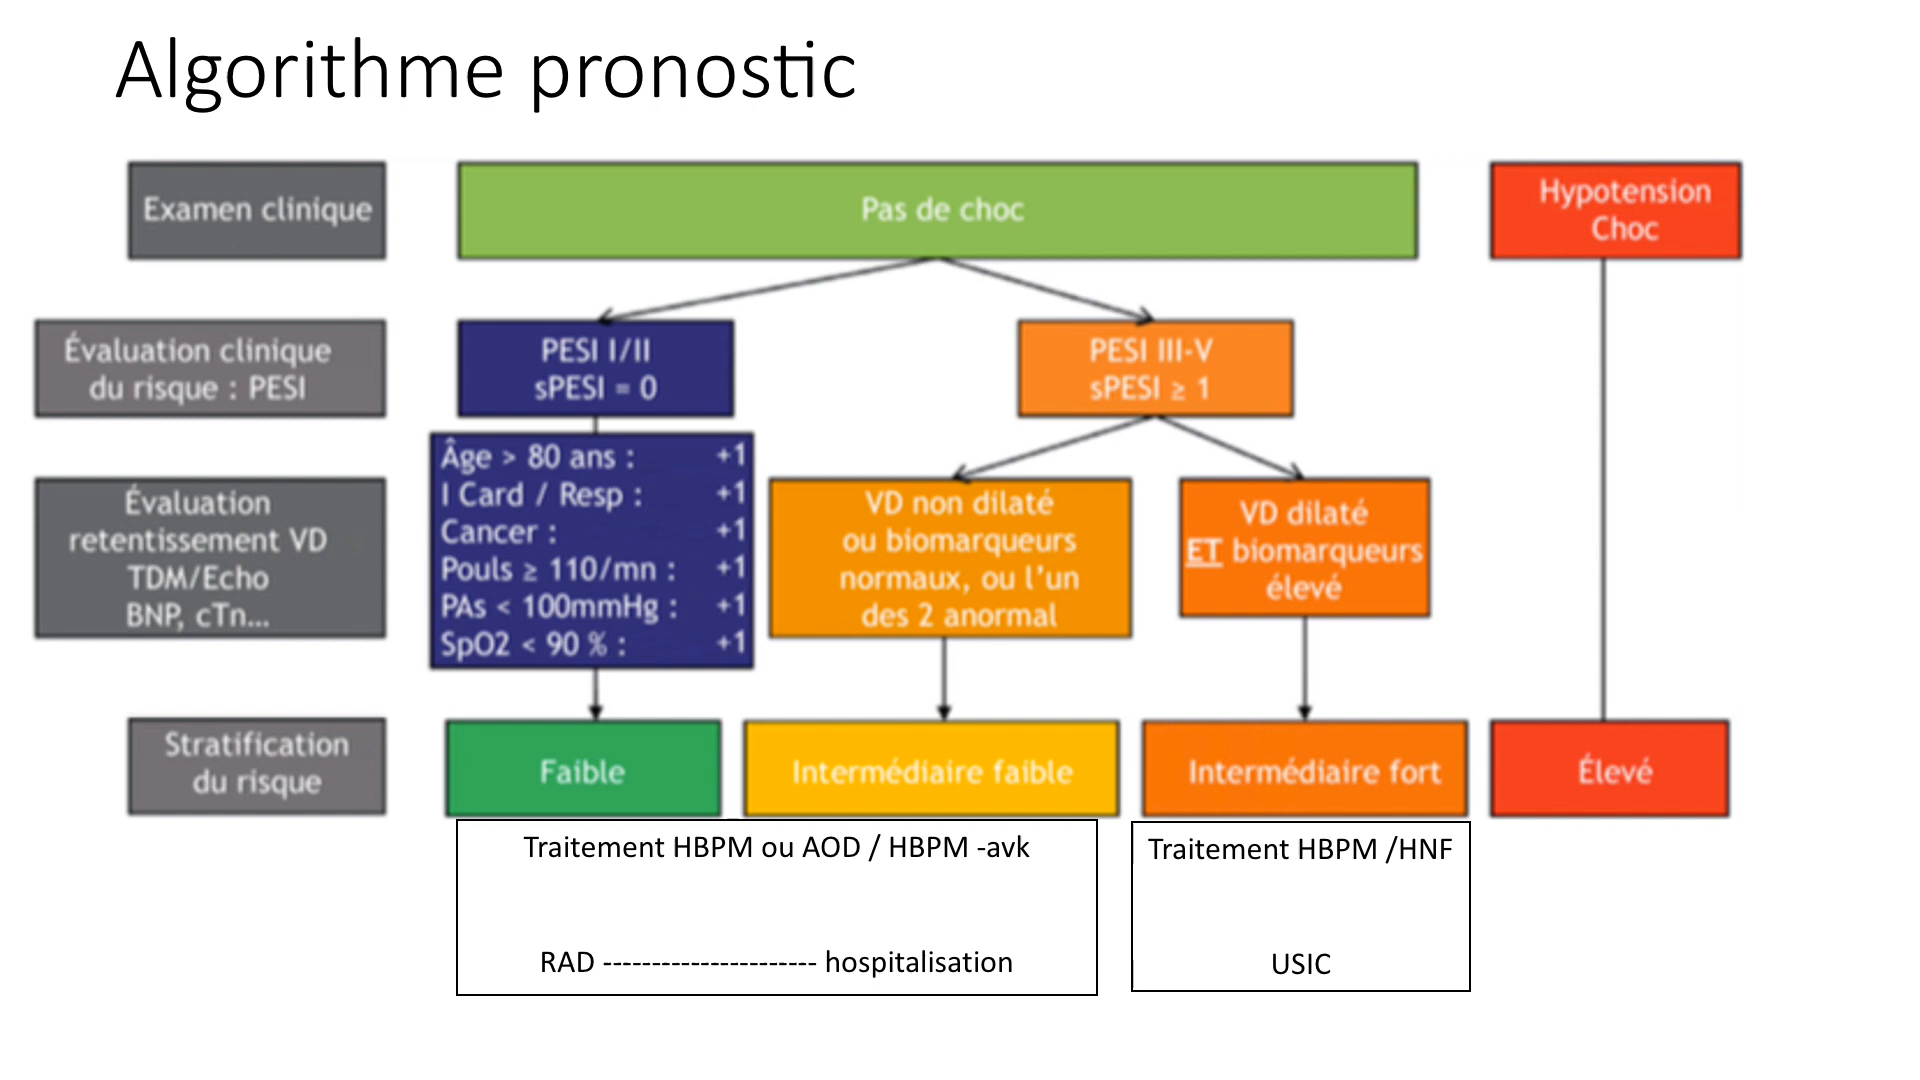 Algorithme pronostic
Examen clinique
Pas de choc
Hypotension
Choc
Évaluation clinique
du risque : PESI
PESI I/II
sPESI = 0
PESI III-V
sPESI ≥ 1
Évaluation
retentissement VD
TDM/Echo
BNP, cTn...
Âge > 80 ans : +1
I Card / Resp : +1
Cancer : +1
Pouls ≥ 110/mn : +1
PAs < 100mmHg : +1
SpO2 < 90 % : +1
VD non dilaté
ou biomarqueurs
normaux, ou l'un
des 2 anormal
VD dilaté
ET biomarqueurs
élevé
Stratification
du risque
Faible
Intermédiaire faible
Intermédiaire fort
Élevé
Traitement HBPM ou AOD / HBPM -avk
RAD ---------------------- hospitalisation
Traitement HBPM /HNF
USIC